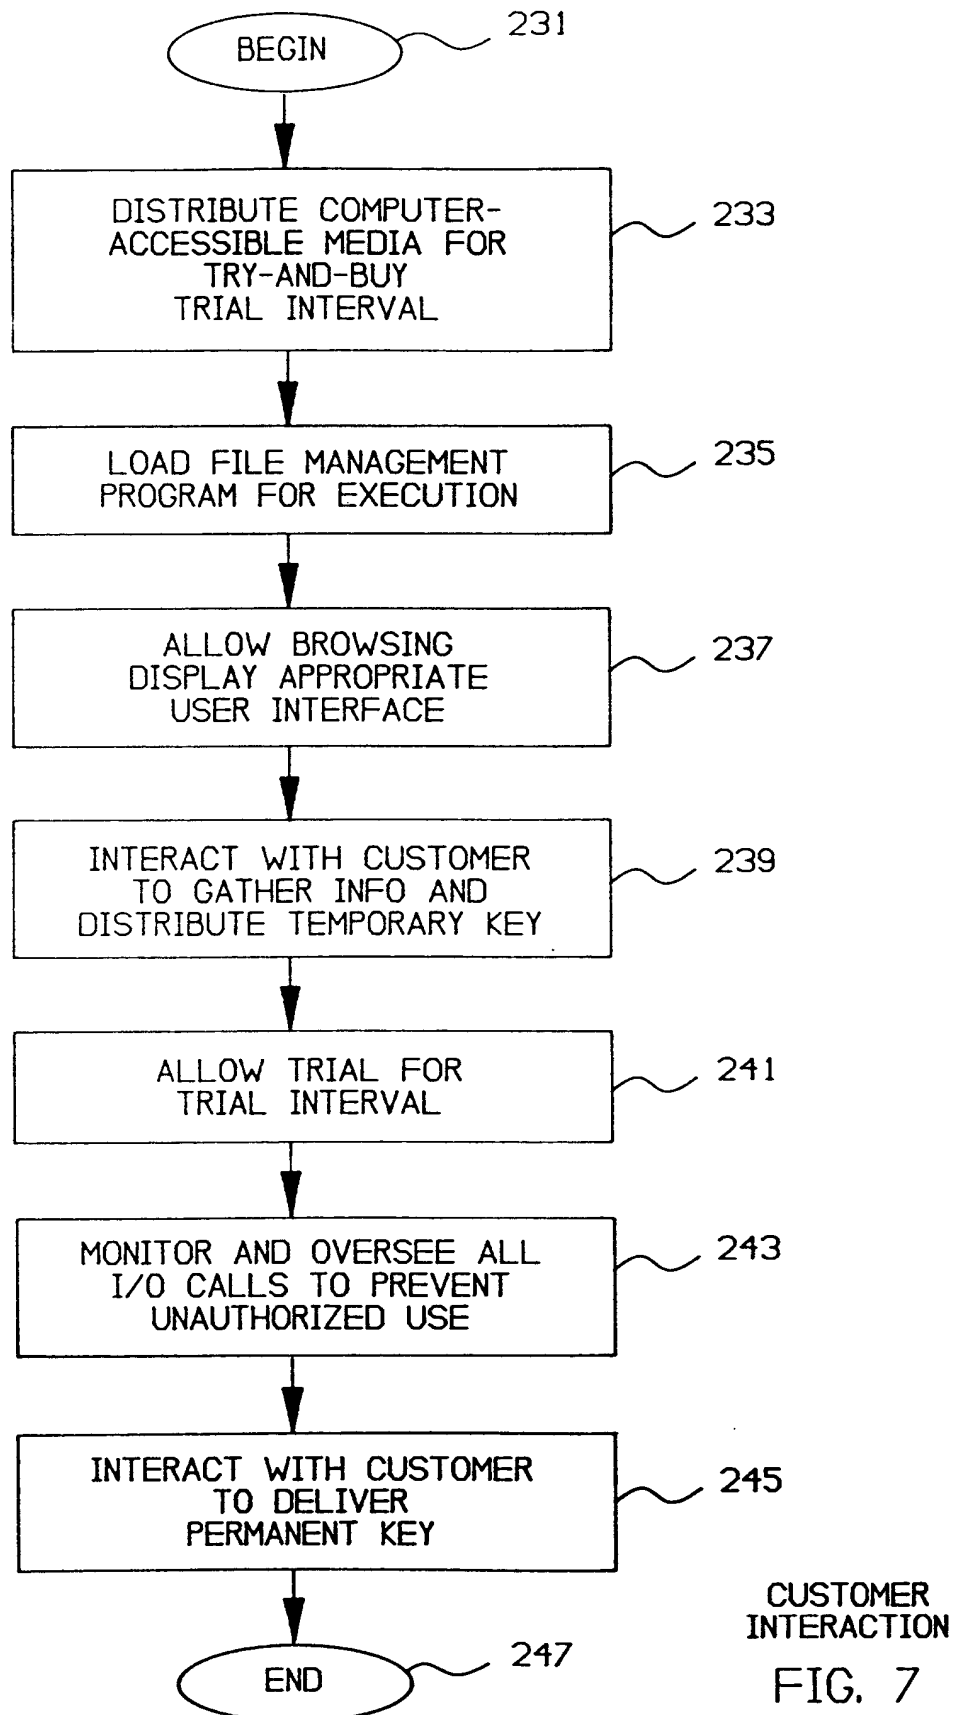 BEGIN
231
DISTRIBUTE COMPUTER-
ACCESSIBLE MEDIA FOR
TRY-AND-BUY
TRIAL INTERVAL
233
LOAD FILE MANAGEMENT
PROGRAM FOR EXECUTION
235
ALLOW BROWSING
DISPLAY APPROPRIATE
USER INTERFACE
237
INTERACT WITH CUSTOMER
TO GATHER INFO AND
DISTRIBUTE TEMPORARY KEY
239
ALLOW TRIAL FOR
TRIAL INTERVAL
241
MONITOR AND OVERSEE ALL
I/O CALLS TO PREVENT
UNAUTHORIZED USE
243
INTERACT WITH CUSTOMER
TO DELIVER
PERMANENT KEY
245
END
247
CUSTOMER
INTERACTION
FIG. 7